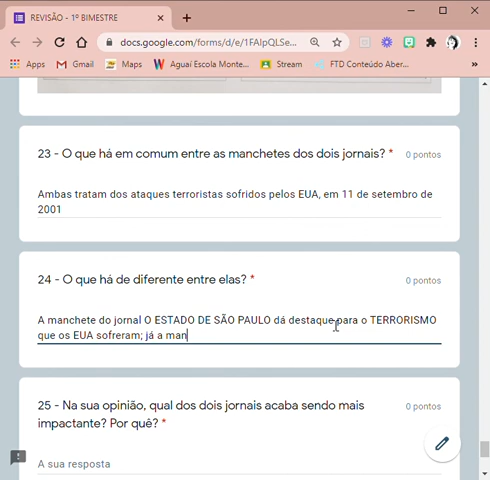 REVISÃO - 1º BIMESTRE
docs.google.com/forms/d/e/1FAIpQLSe...
Apps Gmail Maps Aguaí Escola Monte... Stream FTD Conteúdo Aber... »
23 - O que há em comum entre as manchetes dos dois jornais? * 0 pontos
Ambas tratam dos ataques terroristas sofridos pelos EUA, em 11 de setembro de
2001
24 - O que há de diferente entre elas? * 0 pontos
A manchete do jornal O ESTADO DE SÃO PAULO dá destaque para o TERRORISMO
que os EUA sofreram; já a man
25 - Na sua opinião, qual dos dois jornais acaba sendo mais 0 pontos
impactante? Por quê? *
A sua resposta